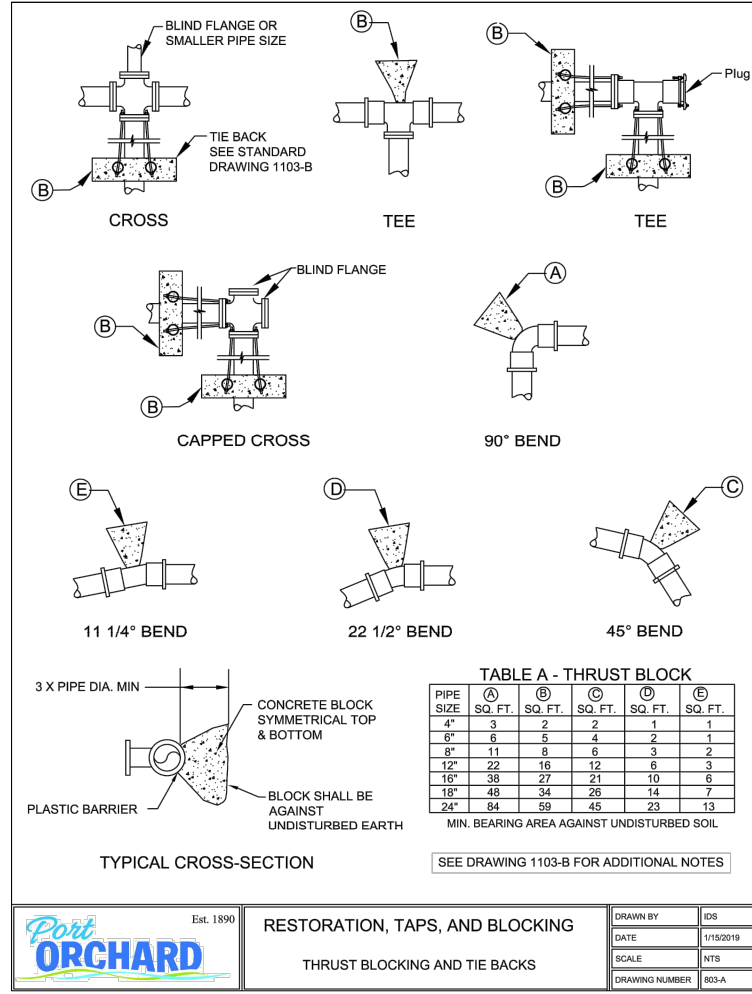 BLIND FLANGE OR
SMALLER PIPE SIZE
TIE BACK
SEE STANDARD
DRAWING 1103-B
B
CROSS
B
TEE
B
Plug
B
TEE
BLIND FLANGE
B
B
CAPPED CROSS
A
90° BEND
E
11 1/4° BEND
D
22 1/2° BEND
C
45° BEND
3 X PIPE DIA. MIN
CONCRETE BLOCK
SYMMETRICAL TOP
& BOTTOM
PLASTIC BARRIER
BLOCK SHALL BE
AGAINST
UNDISTURBED EARTH
TYPICAL CROSS-SECTION
TABLE A - THRUST BLOCK
PIPE SIZE A SQ. FT. B SQ. FT. C SQ. FT. D SQ. FT. E SQ. FT.
4" 3 2 2 1 1
6" 6 5 4 2 1
8" 11 8 6 3 2
12" 22 16 12 6 3
16" 38 27 21 10 6
18" 48 34 26 14 7
24" 84 59 45 23 13
MIN. BEARING AREA AGAINST UNDISTURBED SOIL
SEE DRAWING 1103-B FOR ADDITIONAL NOTES
Est. 1890
Port
ORCHARD
RESTORATION, TAPS, AND BLOCKING
THRUST BLOCKING AND TIE BACKS
DRAWN BY IDS
DATE 1/15/2019
SCALE NTS
DRAWING NUMBER 803-A